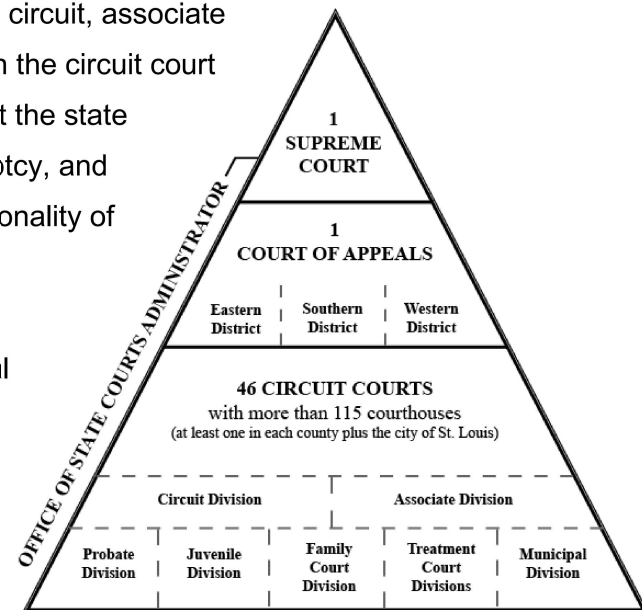 circuit, associate
the circuit court
the state
and
of
1
SUPREME
COURT
OFFICE OF STATE COURTS ADMINISTRATOR
1
COURT OF APPEALS
Eastern
District
Southern
District
Western
District
46 CIRCUIT COURTS
with more than 115 courthouses
(at least one in each county plus the city of St. Louis)
Circuit Division
Associate Division
Probate
Division
Juvenile
Division
Family
Court
Division
Treatment
Court
Divisions
Municipal
Division